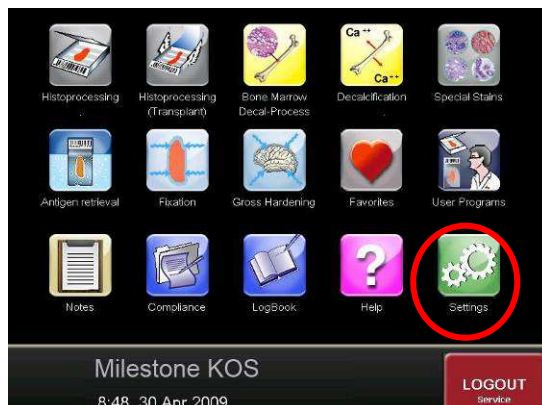 Ca ++
Ca++
Histoprocessing
Histoprocessing
(Transplant)
Bone Marrow
Decal-Process
Decalcification
Special Stains
Antigen retrieval
Fixation
Gross Hardening
Favorites
User Programs
?
Notes
Compliance
LogBook
Help
Settings
Milestone KOS
LOGOUT
Service
8:48 30 Apr 2009